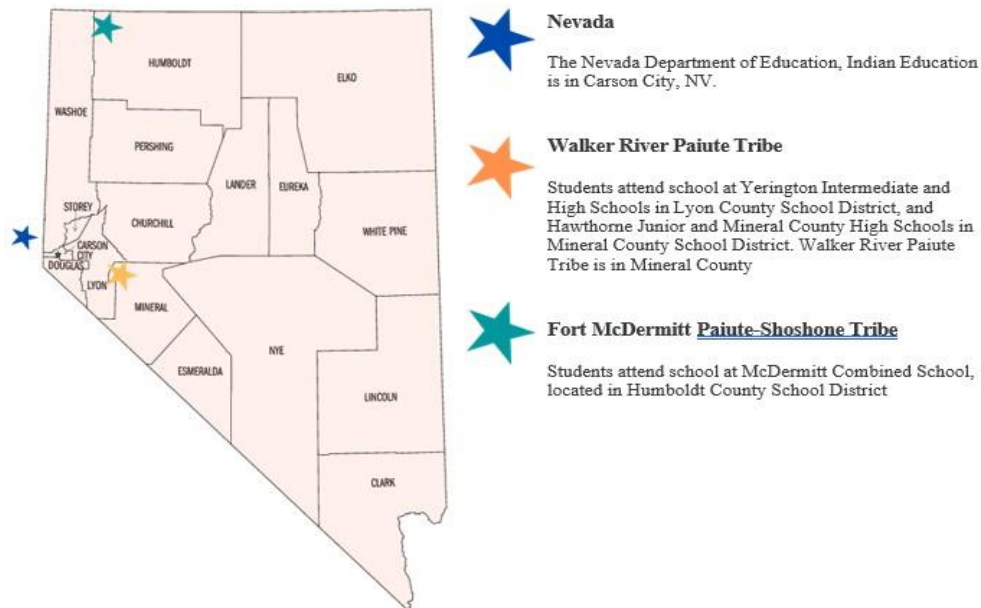 HUMBOLDT
ELKO
WASHOE
PERSHING
LANDER
EUREKA
STOREY
CHURCHILL
WHITE PINE
CARSON
CITY
DOUGLAS
LYON
MINERAL
NYE
ESMERALDA
LINCOLN
CLARK
Nevada
The Nevada Department of Education, Indian Education
is in Carson City, NV.
Walker River Paiute Tribe
Students attend school at Yerington Intermediate and
High Schools in Lyon County School District, and
Hawthorne Junior and Mineral County High Schools in
Mineral County School District. Walker River Paiute
Tribe is in Mineral County
Fort McDermitt Paiute-Shoshone Tribe
Students attend school at McDermitt Combined School,
located in Humboldt County School District